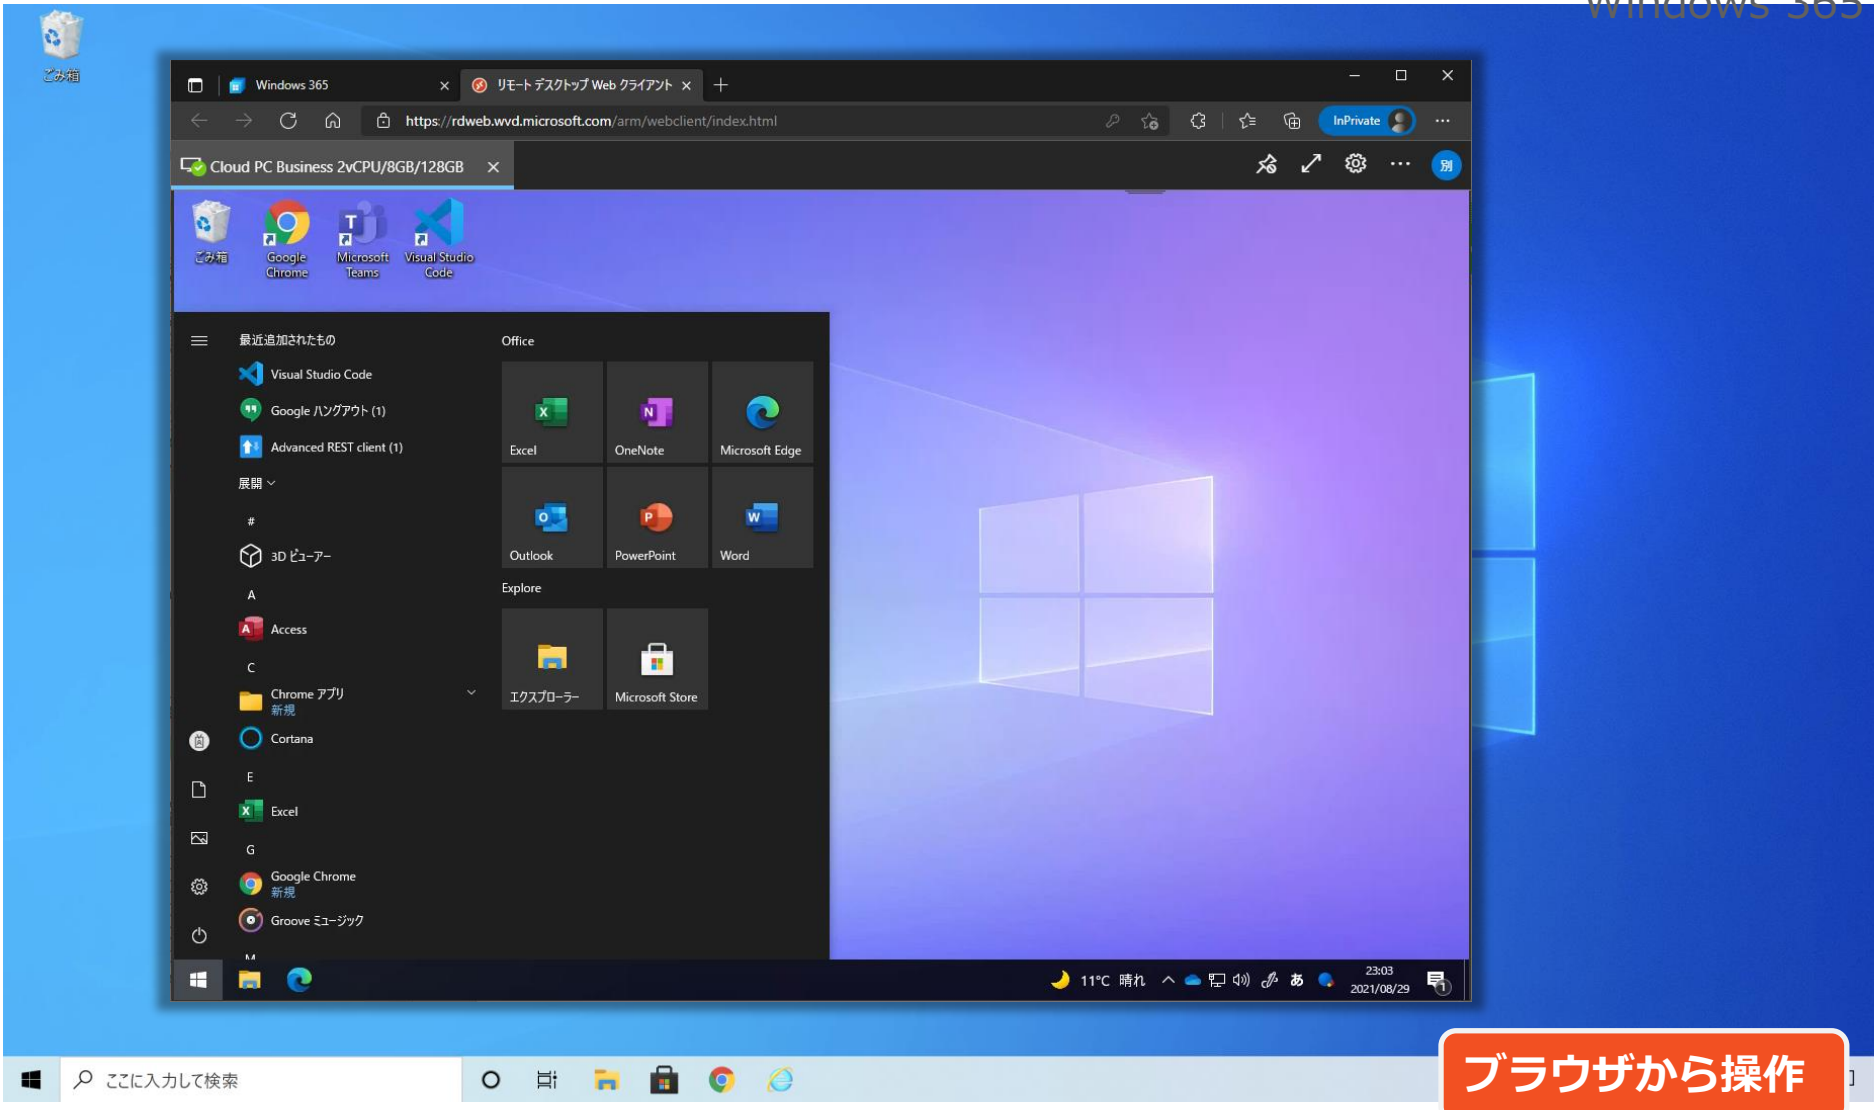 Windows 365
ごみ箱
Windows 365
リモート デスクトップ Web クライアント
https://rdweb.wvd.microsoft.com/arm/webclient/index.html
InPrivate
Cloud PC Business 2vCPU/8GB/128GB
別
ごみ箱
Google Chrome
Microsoft Teams
Visual Studio Code
最近追加されたもの
Visual Studio Code
Google ハングアウト (1)
Advanced REST client (1)
展開
#
3D ビューアー
A
Access
C
Chrome アプリ
新規
Cortana
E
Excel
G
Google Chrome
新規
Groove ミュージック
M
Office
Excel
OneNote
Microsoft Edge
Outlook
PowerPoint
Word
Explore
エクスプローラー
Microsoft Store
11°C 晴れ
あ
23:03
2021/08/29
1
ここに入力して検索
ブラウザから操作